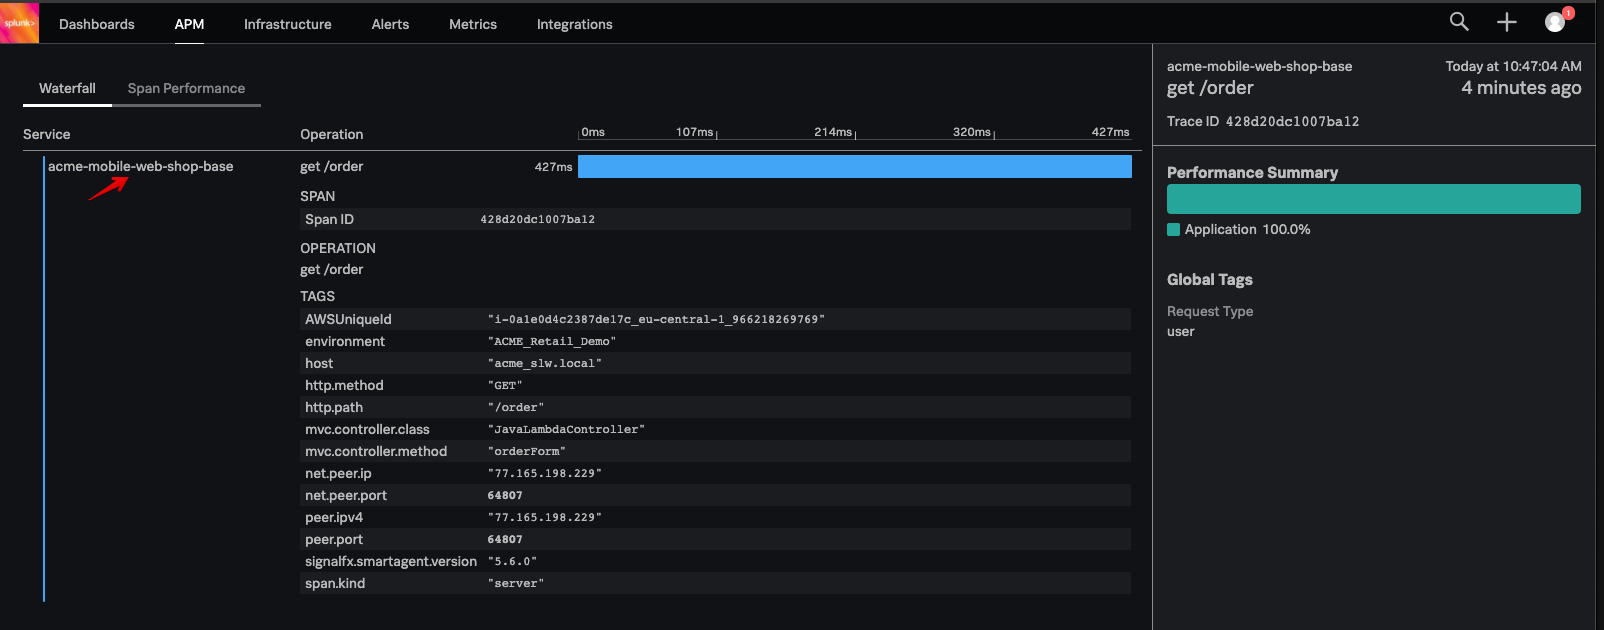 splunk>
Dashboards APM Infrastructure Alerts Metrics Integrations 1
Waterfall Span Performance
Service Operation 0ms 107ms 214ms 320ms 427ms
acme-mobile-web-shop-base get /order 427ms
SPAN
Span ID 428d20dc1007ba12
OPERATION
get /order
TAGS
AWSUniqueId "i-0a1e0d4c2387de17c_eu-central-1_966218269769"
environment "ACME_Retail_Demo"
host "acme_slw.local"
http.method "GET"
http.path "/order"
mvc.controller.class "JavaLambdaController"
mvc.controller.method "orderForm"
net.peer.ip "77.165.198.229"
net.peer.port 64807
peer.ipv4 "77.165.198.229"
peer.port 64807
signalfx.smartagent.version "5.6.0"
span.kind "server"
acme-mobile-web-shop-base Today at 10:47:04 AM
get /order 4 minutes ago
Trace ID 428d20dc1007ba12
Performance Summary
Application 100.0%
Global Tags
Request Type
user